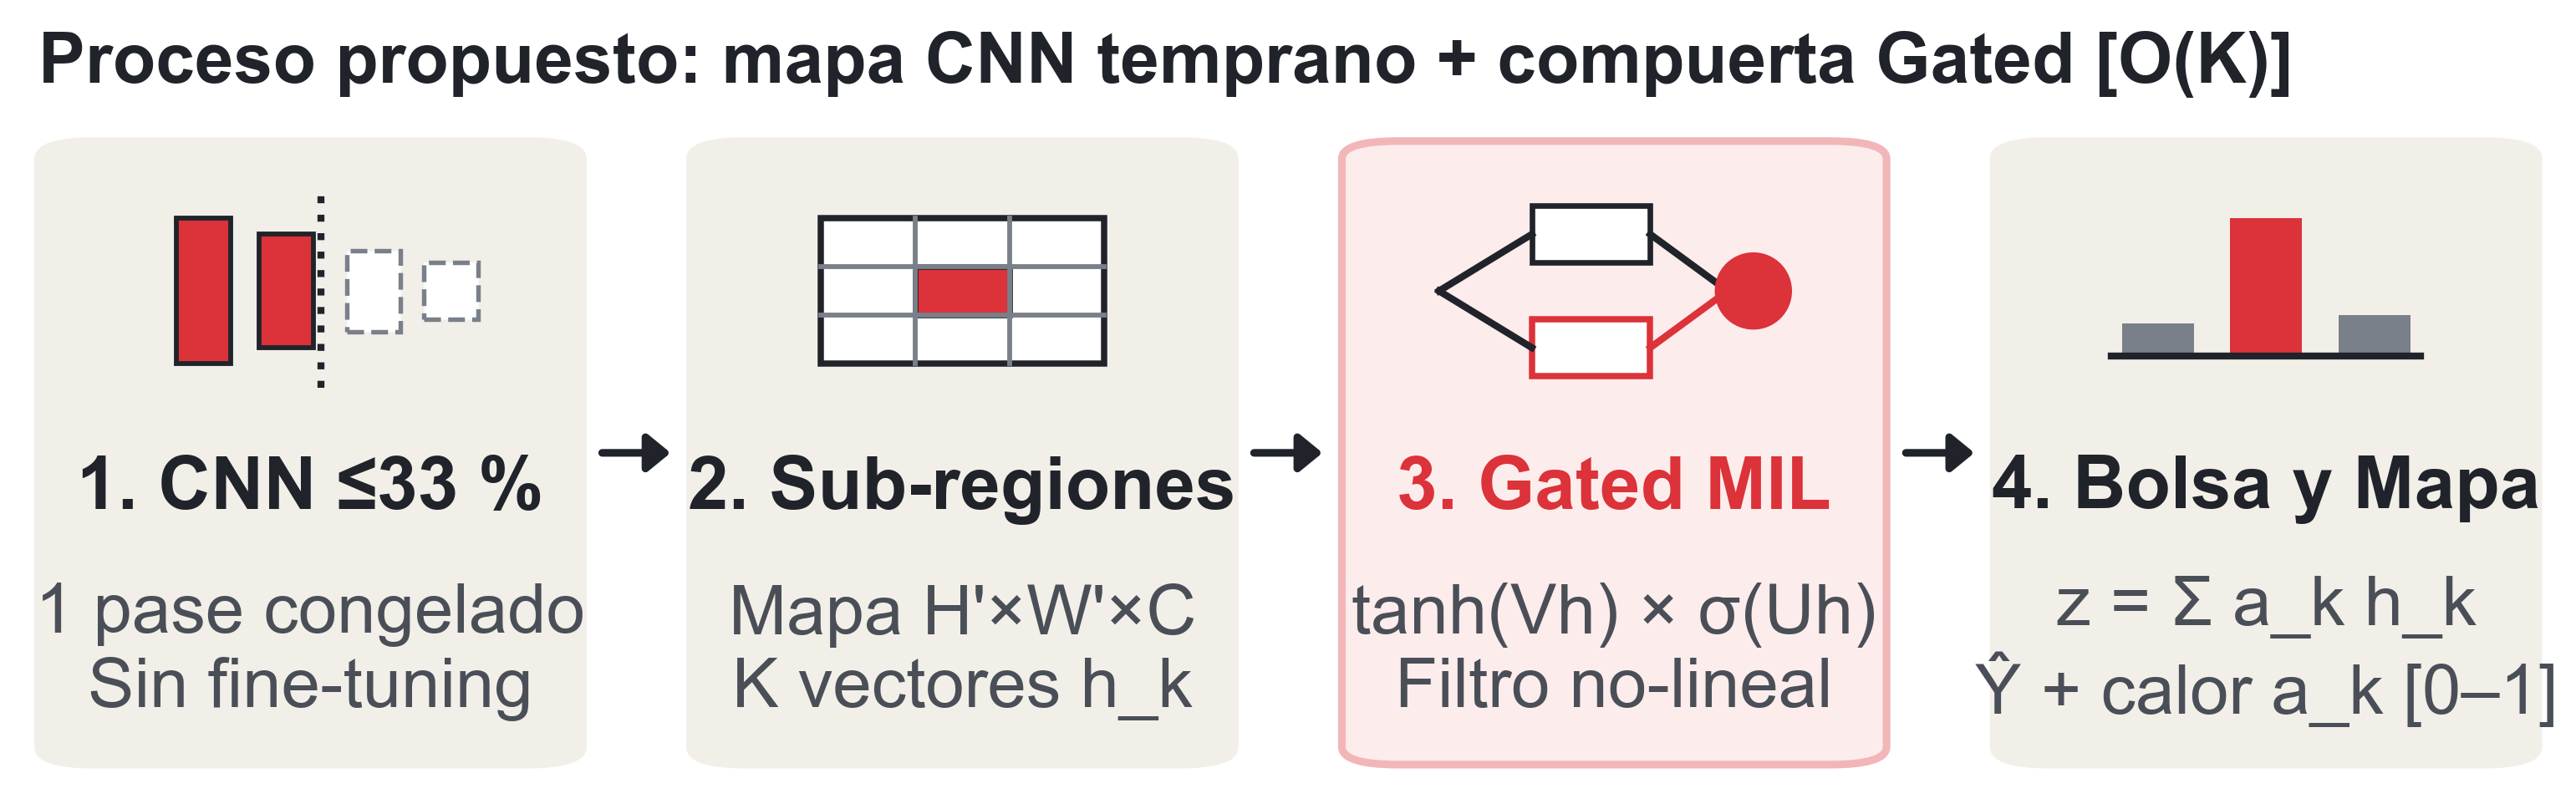 Proceso propuesto: mapa CNN temprano + compuerta Gated [O(K)]
1. CNN ≤33 %
1 pase congelado
Sin fine-tuning
2. Sub-regiones
Mapa H'×W'×C
K vectores h_k
3. Gated MIL
tanh(Vh) × σ(Uh)
Filtro no-lineal
4. Bolsa y Mapa
z = Σ a_k h_k
Ŷ + calor a_k [0–1]